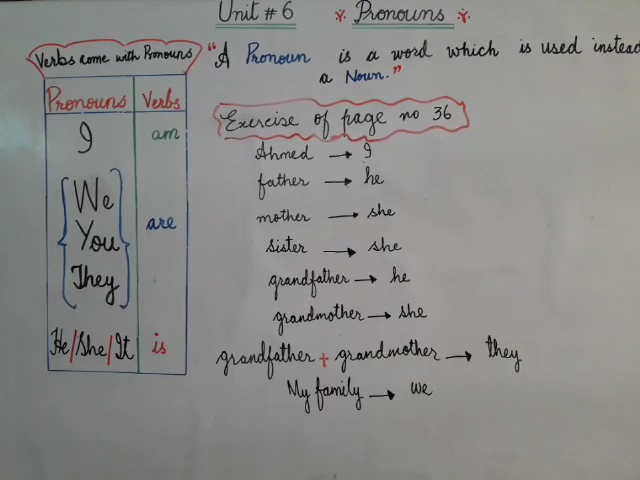 Unit # 6 Pronouns
Verbs come with Pronouns
"A Pronoun is a word which is used instead
a Noun."
Pronouns Verbs
I am
We
You are
They
He/She/It is
Exercise of page no 36
Ahmed → I
father → he
mother → she
sister → she
grandfather → he
grandmother → she
grandfather + grandmother → they
My family → we